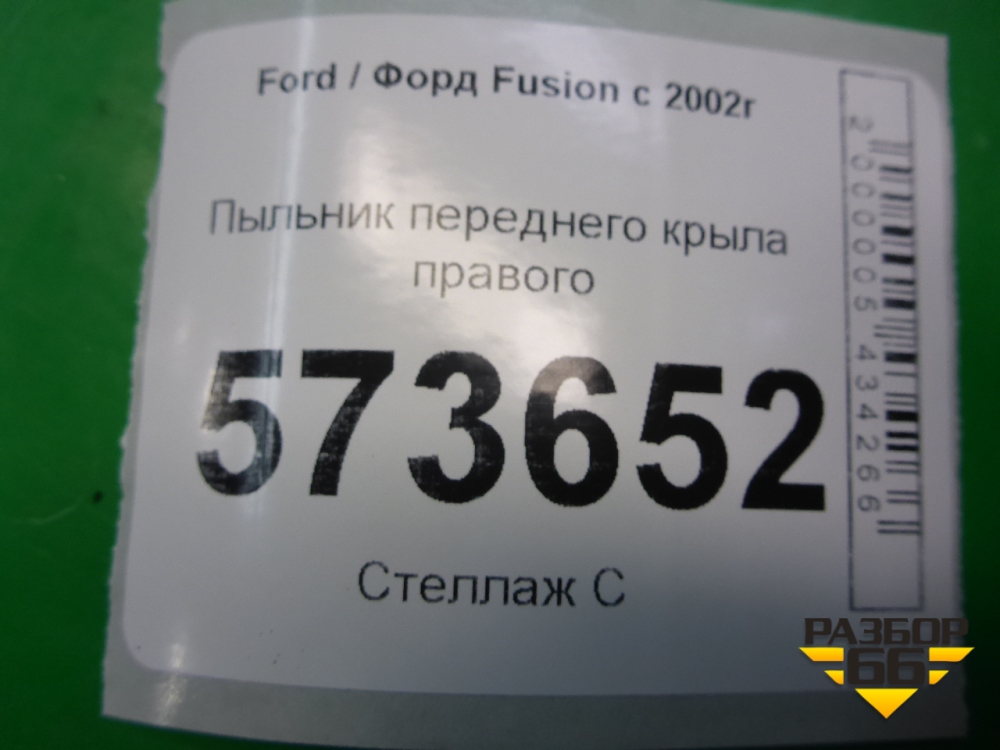 Ford / Форд Fusion с 2002г
Пыльник переднего крыла
правого
573652
Стеллаж С
2000005434266
РАЗБОР
66